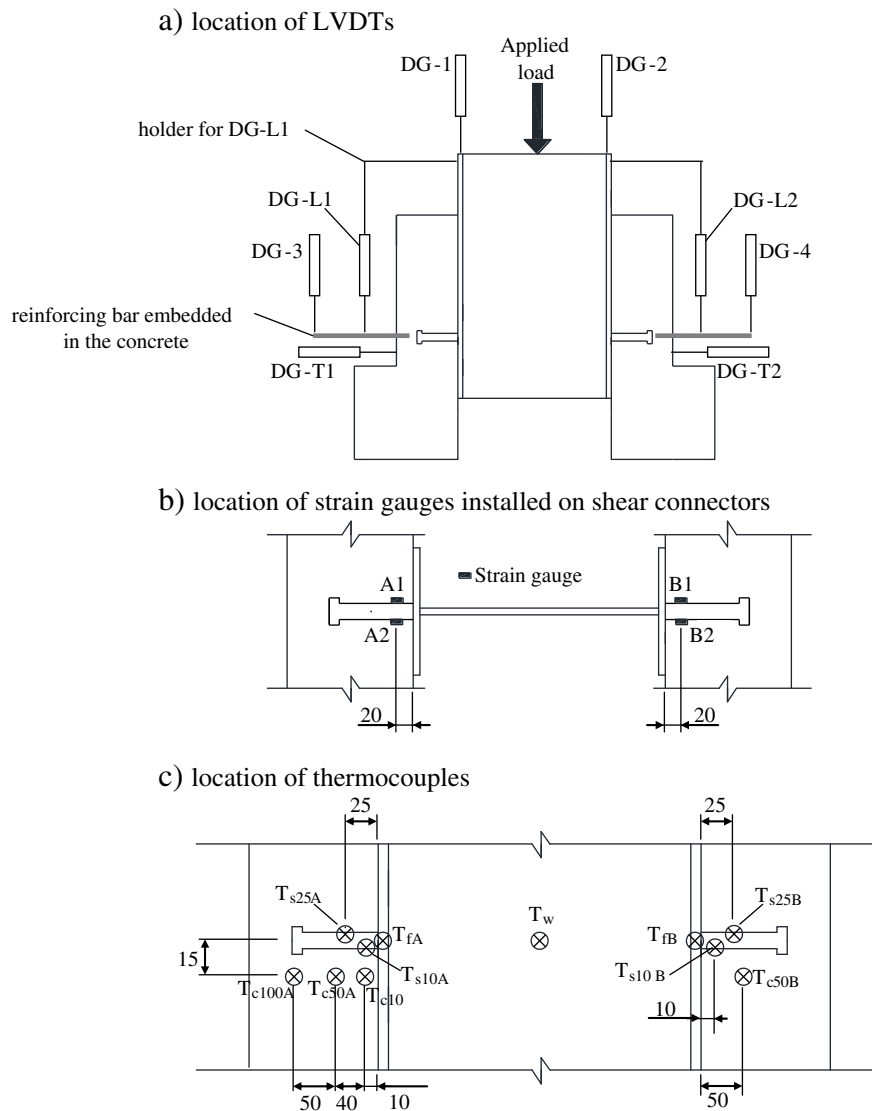 a) location of LVDTs
Applied
load
DG-1
DG-2
holder for DG-L1
DG-L1
DG-L2
DG-3
DG-4
reinforcing bar embedded
in the concrete
DG-T1
DG-T2
b) location of strain gauges installed on shear connectors
Strain gauge
A1
B1
A2
B2
20
20
c) location of thermocouples
25
25
Ts25A
Ts25B
TfA
Tw
TfB
15
Ts10A
Ts10 B
Tc100A
Tc50A
Tc10
Tc50B
10
50
40
10
50